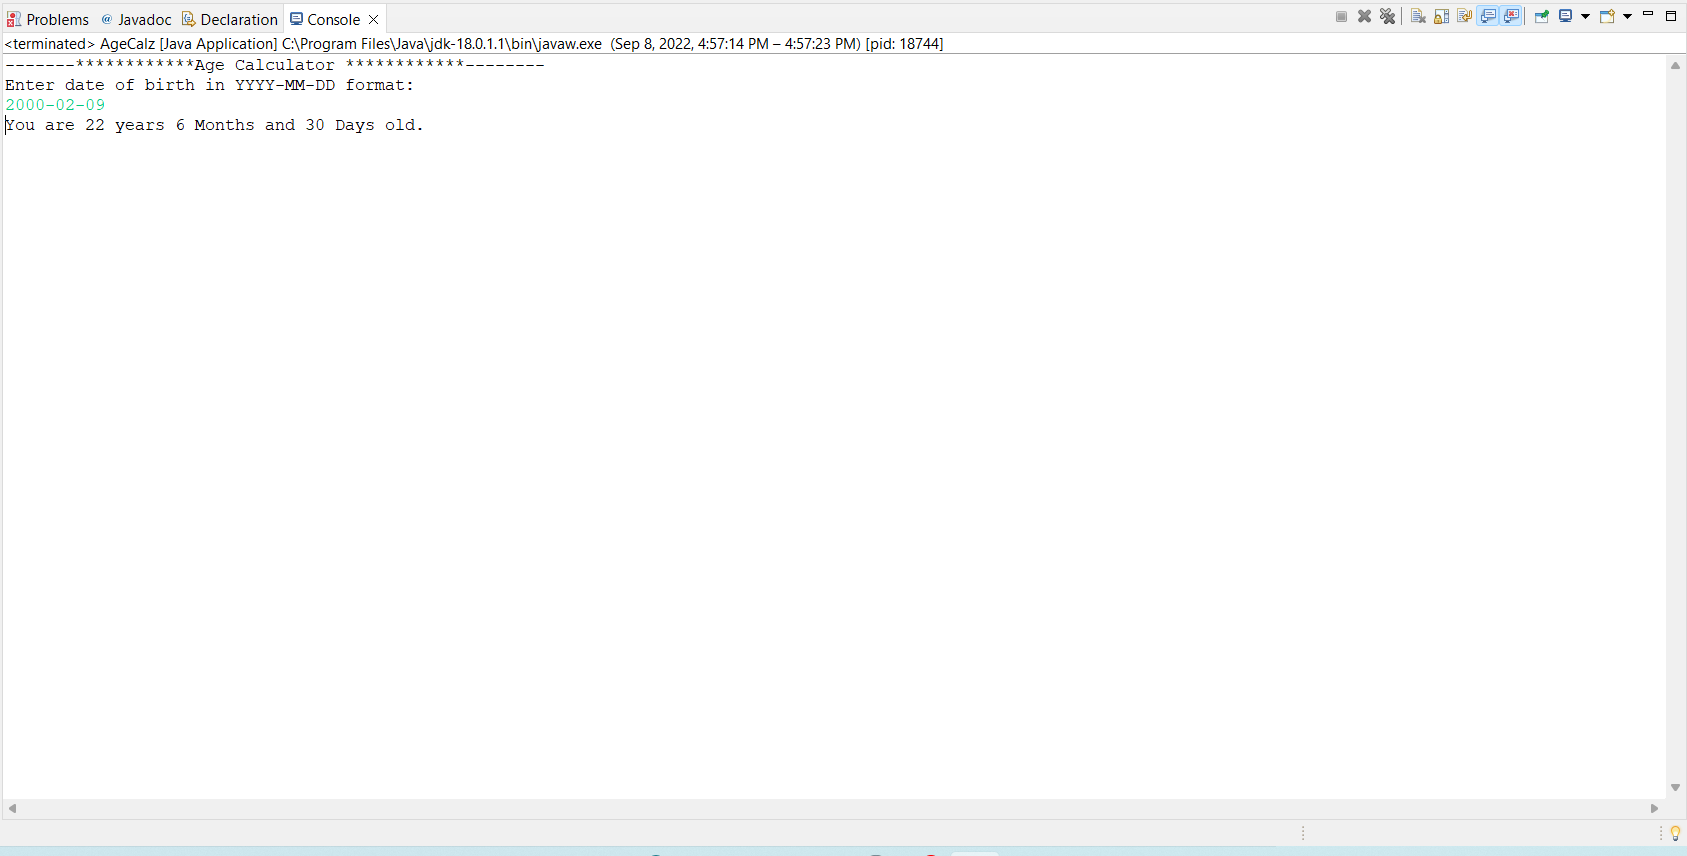 Problems @ Javadoc Declaration Console
<terminated> AgeCalz [Java Application] C:\Program Files\Java\jdk-18.0.1.1\bin\javaw.exe (Sep 8, 2022, 4:57:14 PM – 4:57:23 PM) [pid: 18744]
-------************Age Calculator ************--------
Enter date of birth in YYYY-MM-DD format:
2000-02-09
You are 22 years 6 Months and 30 Days old.